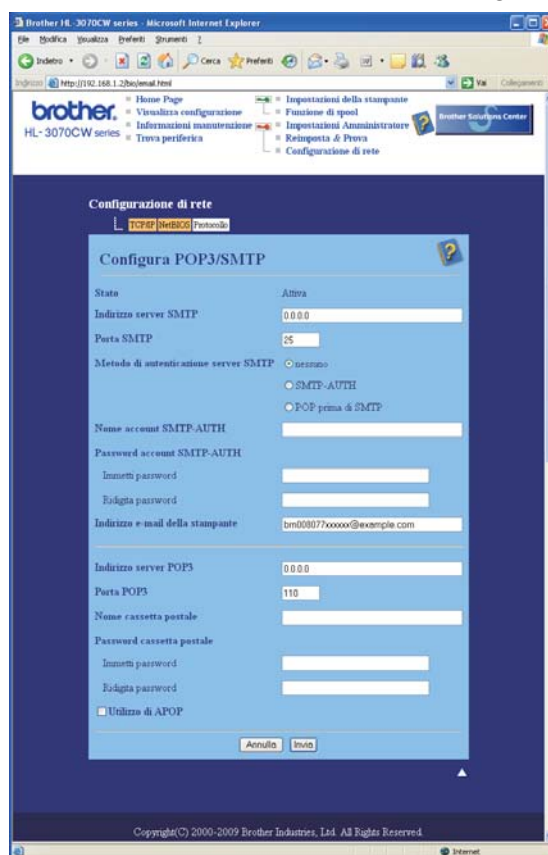 Brother HL-3070CW series - Microsoft Internet Explorer
File Modifica Visualizza Preferiti Strumenti ?
Indietro Cerca Preferiti
Indirizzo http://192.168.1.2/bio/email.html Vai Collegamenti
brother.
HL-3070CW series
Home Page
Visualizza configurazione
Informazioni manutenzione
Trova periferica
Impostazioni della stampante
Funzione di spool
Impostazioni Amministratore
Reimposta & Prova
Configurazione di rete
Brother Solutions Center
Configurazione di rete
TCP/IP NetBIOS Protocollo
Configura POP3/SMTP
Stato Attiva
Indirizzo server SMTP 0.0.0.0
Porta SMTP 25
Metodo di autenticazione server SMTP nessuno
SMTP-AUTH
POP prima di SMTP
Nome account SMTP-AUTH
Password account SMTP-AUTH
Immetti password
Ridigita password
Indirizzo e-mail della stampante brn008077xxxxxx@example.com
Indirizzo server POP3 0.0.0.0
Porta POP3 110
Nome cassetta postale
Password cassetta postale
Immetti password
Ridigita password
Utilizzo di APOP
Annulla Invia
Copyright(C) 2000-2009 Brother Industries, Ltd. All Rights Reserved.
Internet